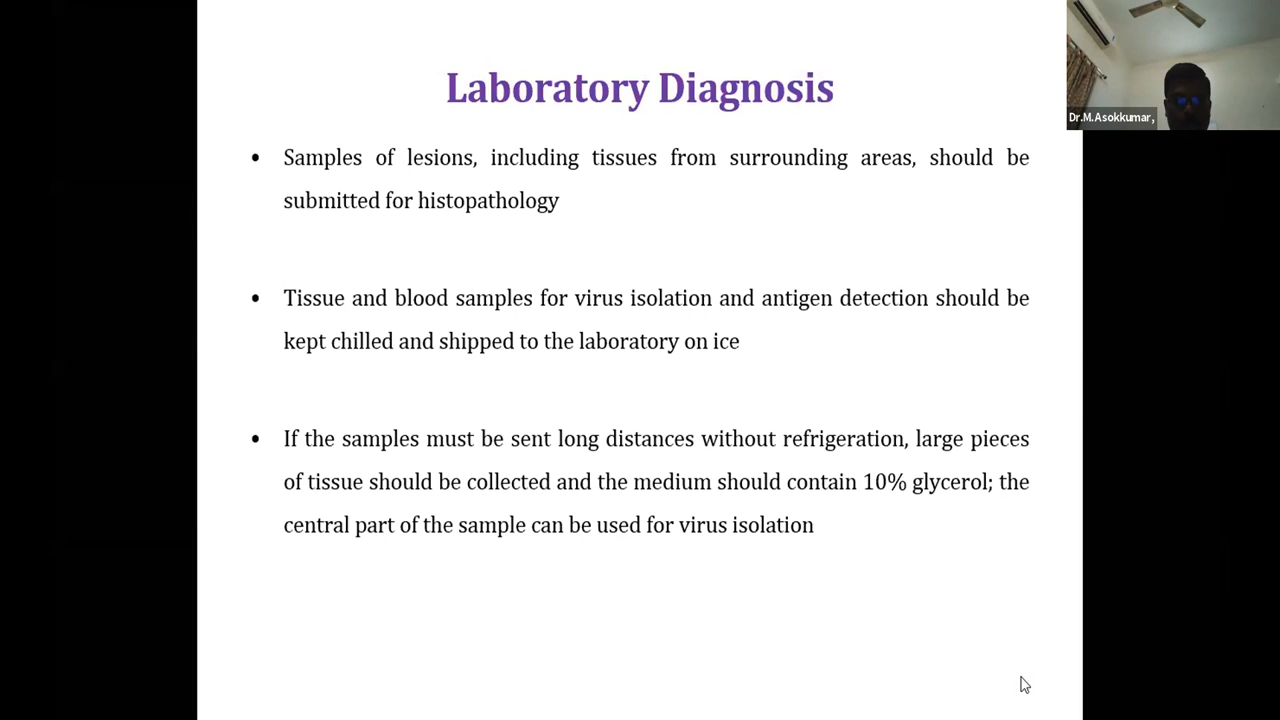 Laboratory Diagnosis
Dr.M.Asokkumar,
• Samples of lesions, including tissues from surrounding areas, should be
submitted for histopathology
• Tissue and blood samples for virus isolation and antigen detection should be
kept chilled and shipped to the laboratory on ice
• If the samples must be sent long distances without refrigeration, large pieces
of tissue should be collected and the medium should contain 10% glycerol; the
central part of the sample can be used for virus isolation